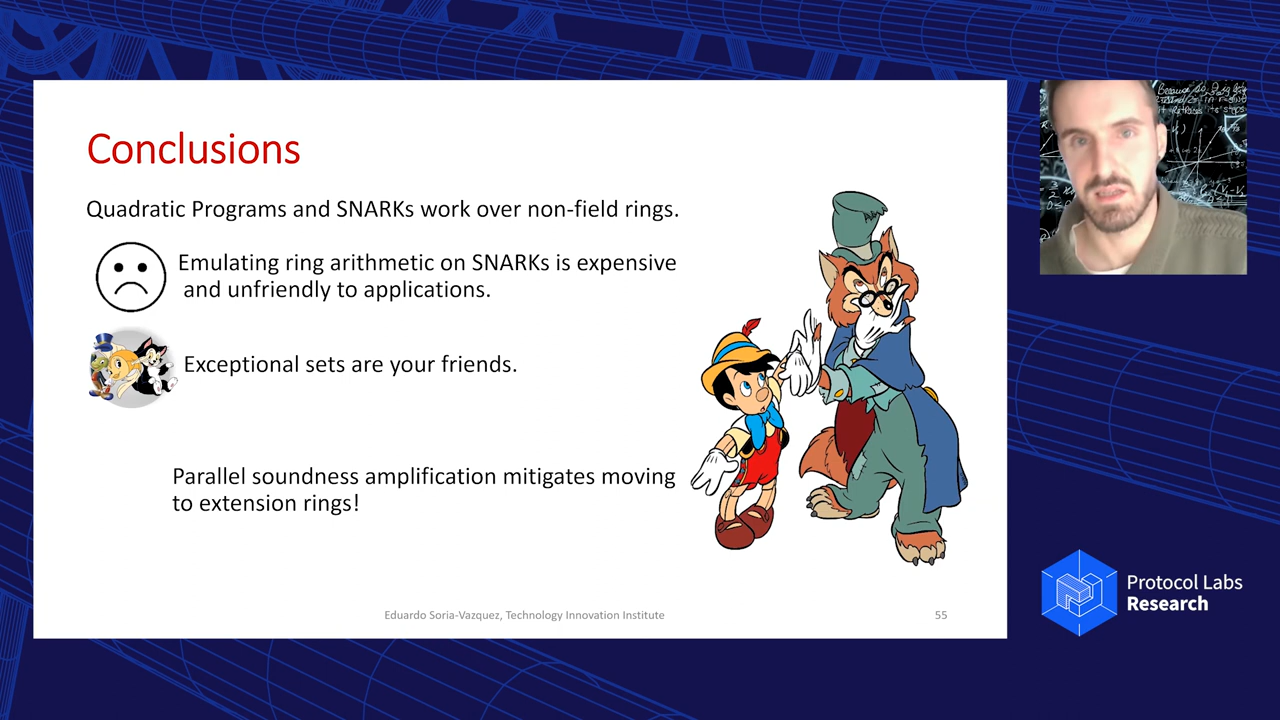 Conclusions
Quadratic Programs and SNARKs work over non-field rings.
Emulating ring arithmetic on SNARKs is expensive
and unfriendly to applications.
Exceptional sets are your friends.
Parallel soundness amplification mitigates moving
to extension rings!
Eduardo Soria-Vazquez, Technology Innovation Institute
55
Protocol Labs
Research